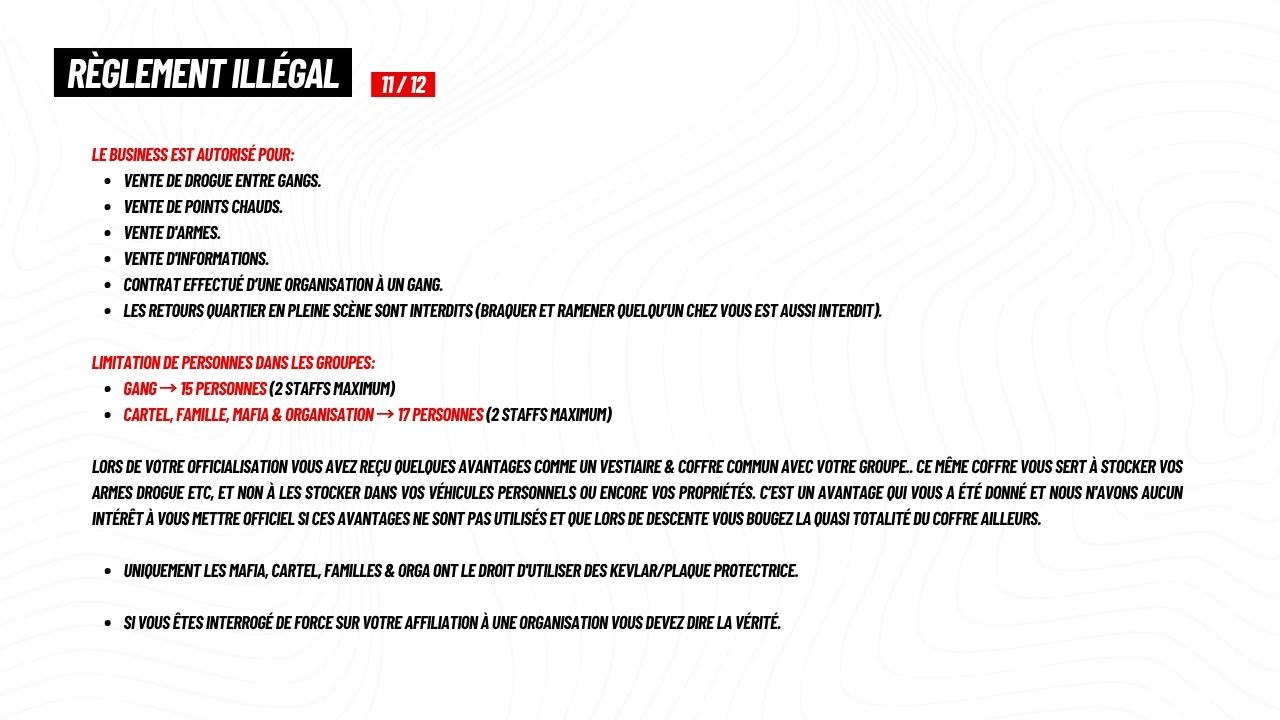 RÈGLEMENT ILLÉGAL
11 / 12
LE BUSINESS EST AUTORISÉ POUR:
• VENTE DE DROGUE ENTRE GANGS.
• VENTE DE POINTS CHAUDS.
• VENTE D'ARMES.
• VENTE D'INFORMATIONS.
• CONTRAT EFFECTUÉ D'UNE ORGANISATION À UN GANG.
• LES RETOURS QUARTIER EN PLEINE SCÈNE SONT INTERDITS (BRAQUER ET RAMENER QUELQU'UN CHEZ VOUS EST AUSSI INTERDIT).
LIMITATION DE PERSONNES DANS LES GROUPES:
• GANG → 15 PERSONNES (2 STAFFS MAXIMUM)
• CARTEL, FAMILLE, MAFIA & ORGANISATION → 17 PERSONNES (2 STAFFS MAXIMUM)
LORS DE VOTRE OFFICIALISATION VOUS AVEZ REÇU QUELQUES AVANTAGES COMME UN VESTIAIRE & COFFRE COMMUN AVEC VOTRE GROUPE.. CE MÊME COFFRE VOUS SERT À STOCKER VOS
ARMES DROGUE ETC, ET NON À LES STOCKER DANS VOS VÉHICULES PERSONNELS OU ENCORE VOS PROPRIÉTÉS. C'EST UN AVANTAGE QUI VOUS A ÉTÉ DONNÉ ET NOUS N'AVONS AUCUN
INTÉRÊT À VOUS METTRE OFFICIEL SI CES AVANTAGES NE SONT PAS UTILISÉS ET QUE LORS DE DESCENTE VOUS BOUGEZ LA QUASI TOTALITÉ DU COFFRE AILLEURS.
• UNIQUEMENT LES MAFIA, CARTEL, FAMILLES & ORGA ONT LE DROIT D'UTILISER DES KEVLAR/PLAQUE PROTECTRICE.
• SI VOUS ÊTES INTERROGÉ DE FORCE SUR VOTRE AFFILIATION À UNE ORGANISATION VOUS DEVEZ DIRE LA VÉRITÉ.